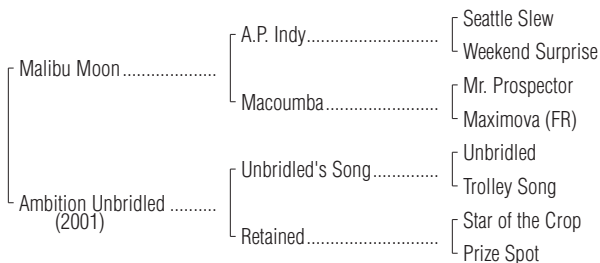 Seattle Slew
A.P. Indy......................
Weekend Surprise
Malibu Moon....................
Mr. Prospector
Macoumba......................
Maximova (FR)
Unbridled
Unbridled's Song..............
Trolley Song
Ambition Unbridled ..........
(2001)
Star of the Crop
Retained......................
Prize Spot